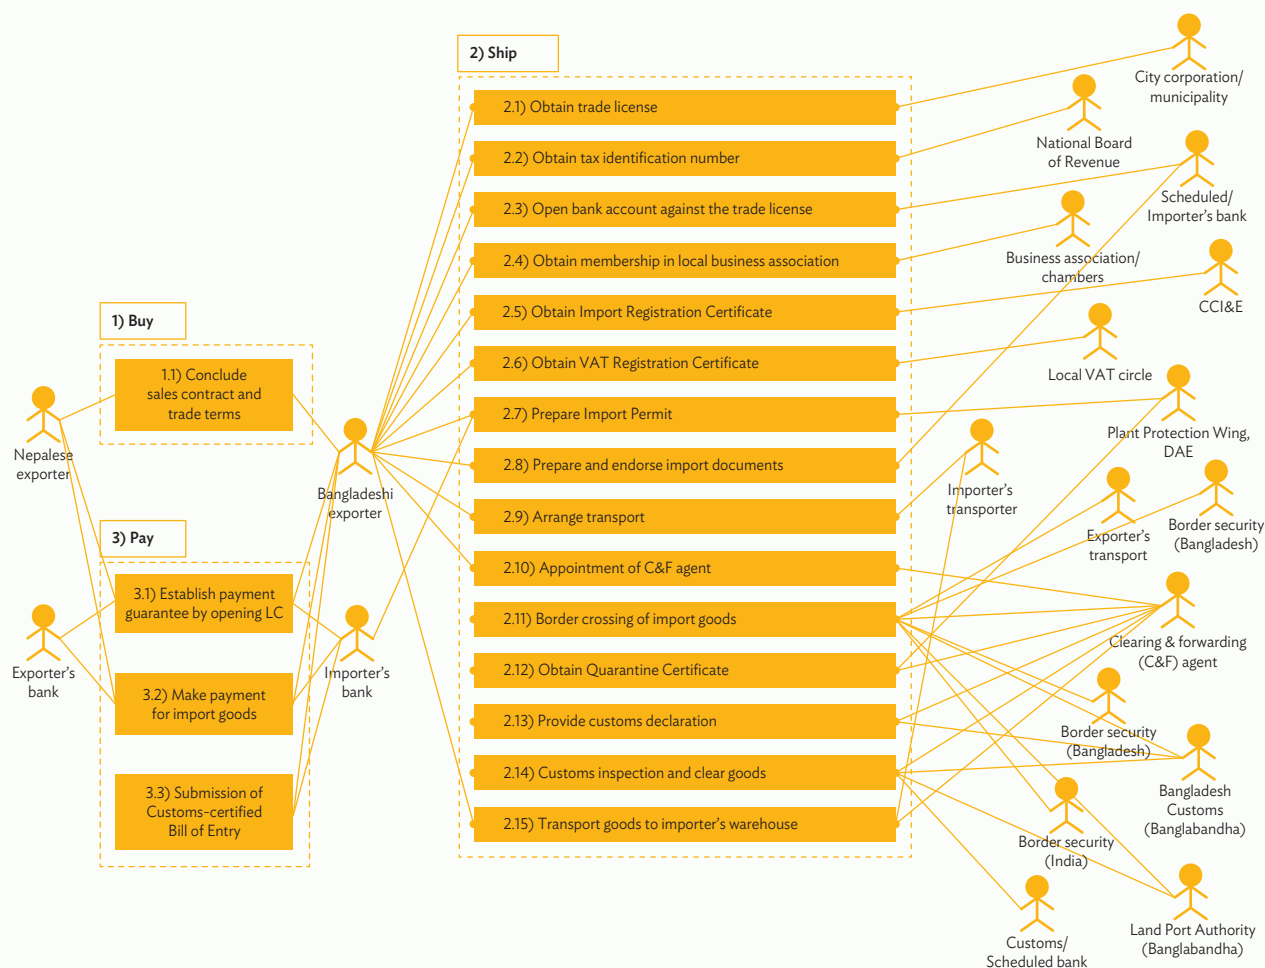 2) Ship
2.1) Obtain trade license
2.2) Obtain tax identification number
2.3) Open bank account against the trade license
2.4) Obtain membership in local business association
2.5) Obtain Import Registration Certificate
2.6) Obtain VAT Registration Certificate
2.7) Prepare Import Permit
2.8) Prepare and endorse import documents
2.9) Arrange transport
2.10) Appointment of C&F agent
2.11) Border crossing of import goods
2.12) Obtain Quarantine Certificate
2.13) Provide customs declaration
2.14) Customs inspection and clear goods
2.15) Transport goods to importer's warehouse
1) Buy
1.1) Conclude
sales contract and
trade terms
Nepalese
exporter
Bangladeshi
exporter
3) Pay
3.1) Establish payment
guarantee by opening LC
3.2) Make payment
for import goods
3.3) Submission of
Customs-certified
Bill of Entry
Exporter's
bank
Importer's
bank
City corporation/
municipality
National Board
of Revenue
Scheduled/
Importer's bank
Business association/
chambers
CCI&E
Local VAT circle
Plant Protection Wing,
DAE
Importer's
transporter
Exporter's
transport
Border security
(Bangladesh)
Clearing & forwarding
(C&F) agent
Border security
(Bangladesh)
Bangladesh
Customs
(Banglabandha)
Border security
(India)
Land Port Authority
(Banglabandha)
Customs/
Scheduled bank